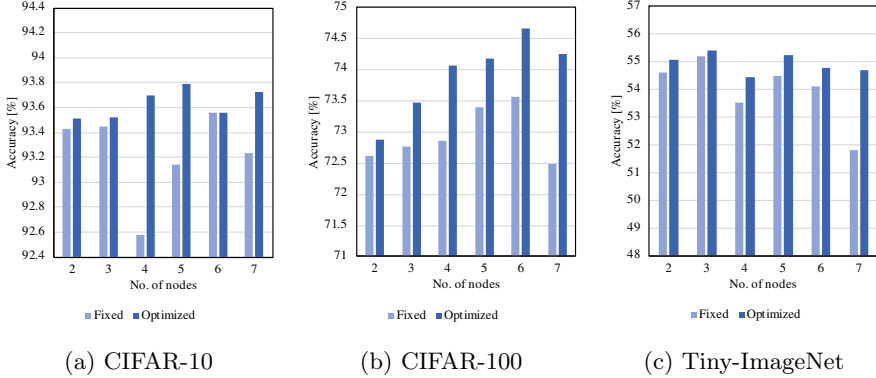 94.4
94.2
94
93.8
93.6
93.4
93.2
93
92.8
92.6
92.4
Accuracy [%]
2 3 4 5 6 7
No. of nodes
Fixed Optimized
(a) CIFAR-10
75
74.5
74
73.5
73
72.5
72
71.5
71
Accuracy [%]
2 3 4 5 6 7
No. of nodes
Fixed Optimized
(b) CIFAR-100
57
56
55
54
53
52
51
50
49
48
Accuracy [%]
2 3 4 5 6 7
No. of nodes
Fixed Optimized
(c) Tiny-ImageNet